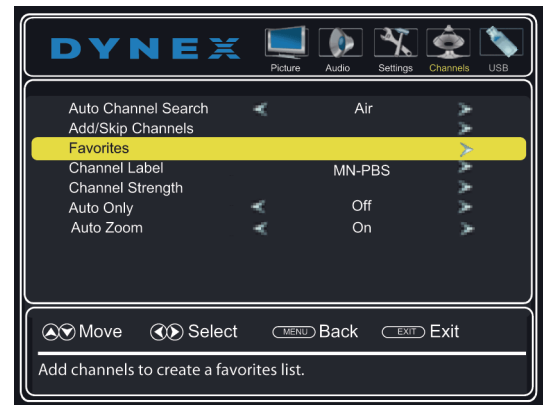 DYNEX
Picture Audio Settings Channels USB
Auto Channel Search Air
Add/Skip Channels
Favorites
Channel Label MN-PBS
Channel Strength
Auto Only Off
Auto Zoom On
Move Select MENU Back EXIT Exit
Add channels to create a favorites list.